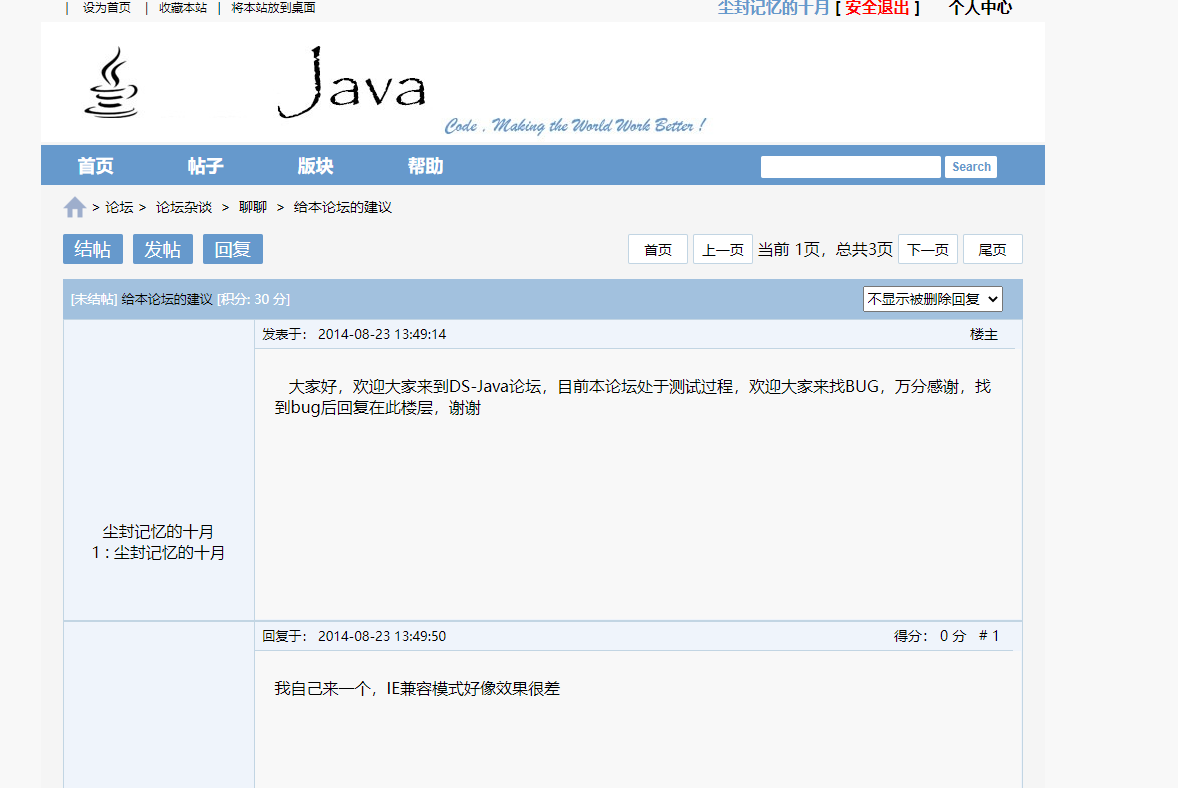 | 设为首页 | 收藏本站 | 将本站放到桌面 尘封记忆的十月 [ 安全退出 ] 个人中心
Java
Code , Making the World Work Better !
首页 帖子 版块 帮助 Search
> 论坛 > 论坛杂谈 > 聊聊 > 给本论坛的建议
结帖 发帖 回复 首页 上一页 当前 1页，总共3页 下一页 尾页
[未结帖] 给本论坛的建议 [积分: 30 分] 不显示被删除回复
发表于： 2014-08-23 13:49:14 楼主
大家好，欢迎大家来到DS-Java论坛，目前本论坛处于测试过程，欢迎大家来找BUG，万分感谢，找
到bug后回复在此楼层，谢谢
尘封记忆的十月
1 : 尘封记忆的十月
回复于： 2014-08-23 13:49:50 得分： 0 分 # 1
我自己来一个，IE兼容模式好像效果很差